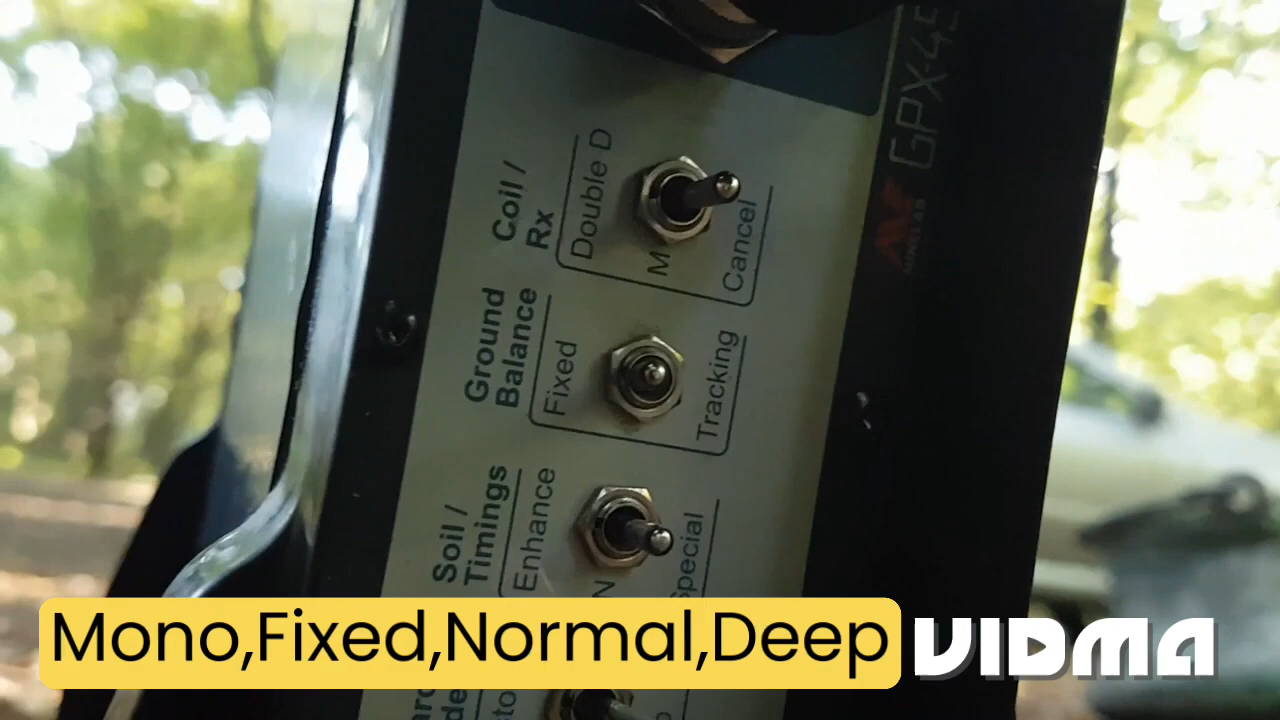 GPX-45
MINELAB
Coil /
Rx
Double D
M
Cancel
Ground
Balance
Fixed
Tracking
Soil /
Timings
Enhance
N
Special
Mono,Fixed,Normal,Deep
VIDMA